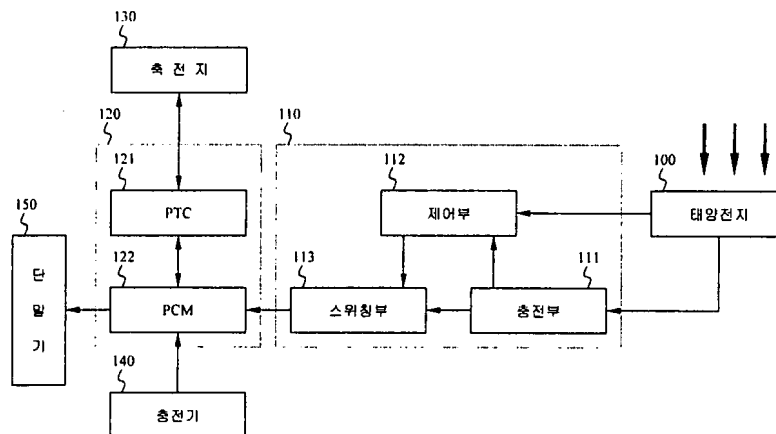 130
축 전 지
120
110
121
112
100
PTC
제어부
태양전지
150
단
말
기
122
113
111
PCM
스위칭부
충전부
140
충전기